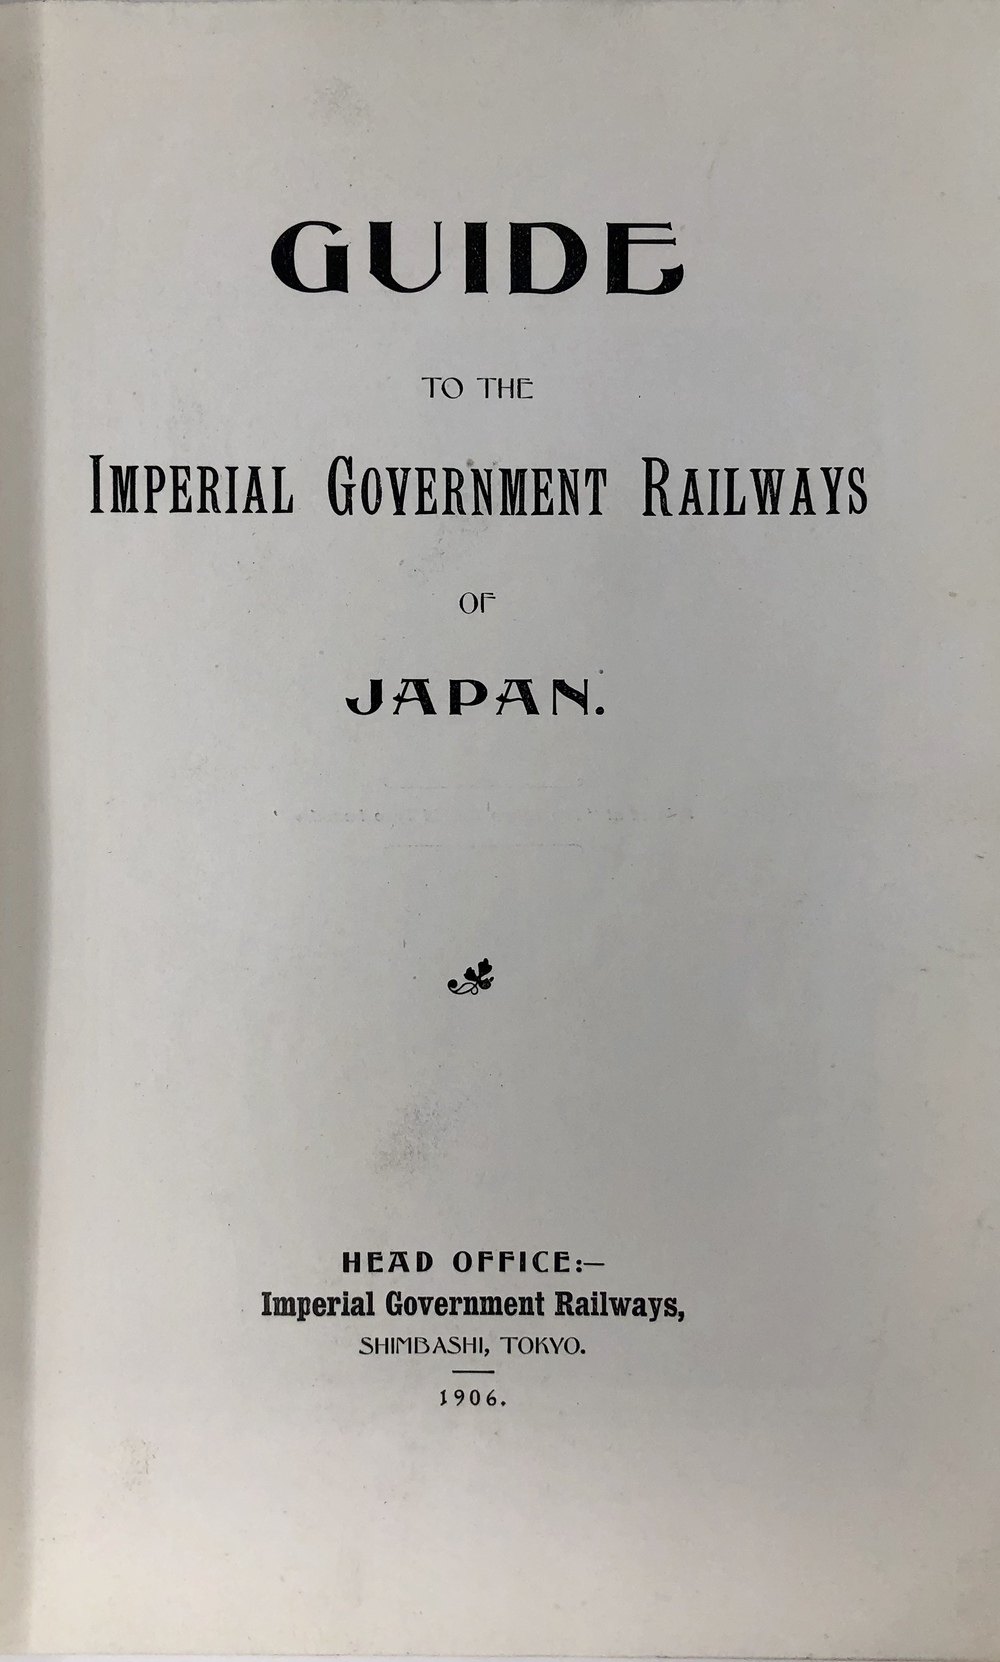 GUIDE
TO THE
IMPERIAL GOVERNMENT RAILWAYS
OF
JAPAN.
HEAD OFFICE:—
Imperial Government Railways,
SHIMBASHI, TOKYO.
1906.